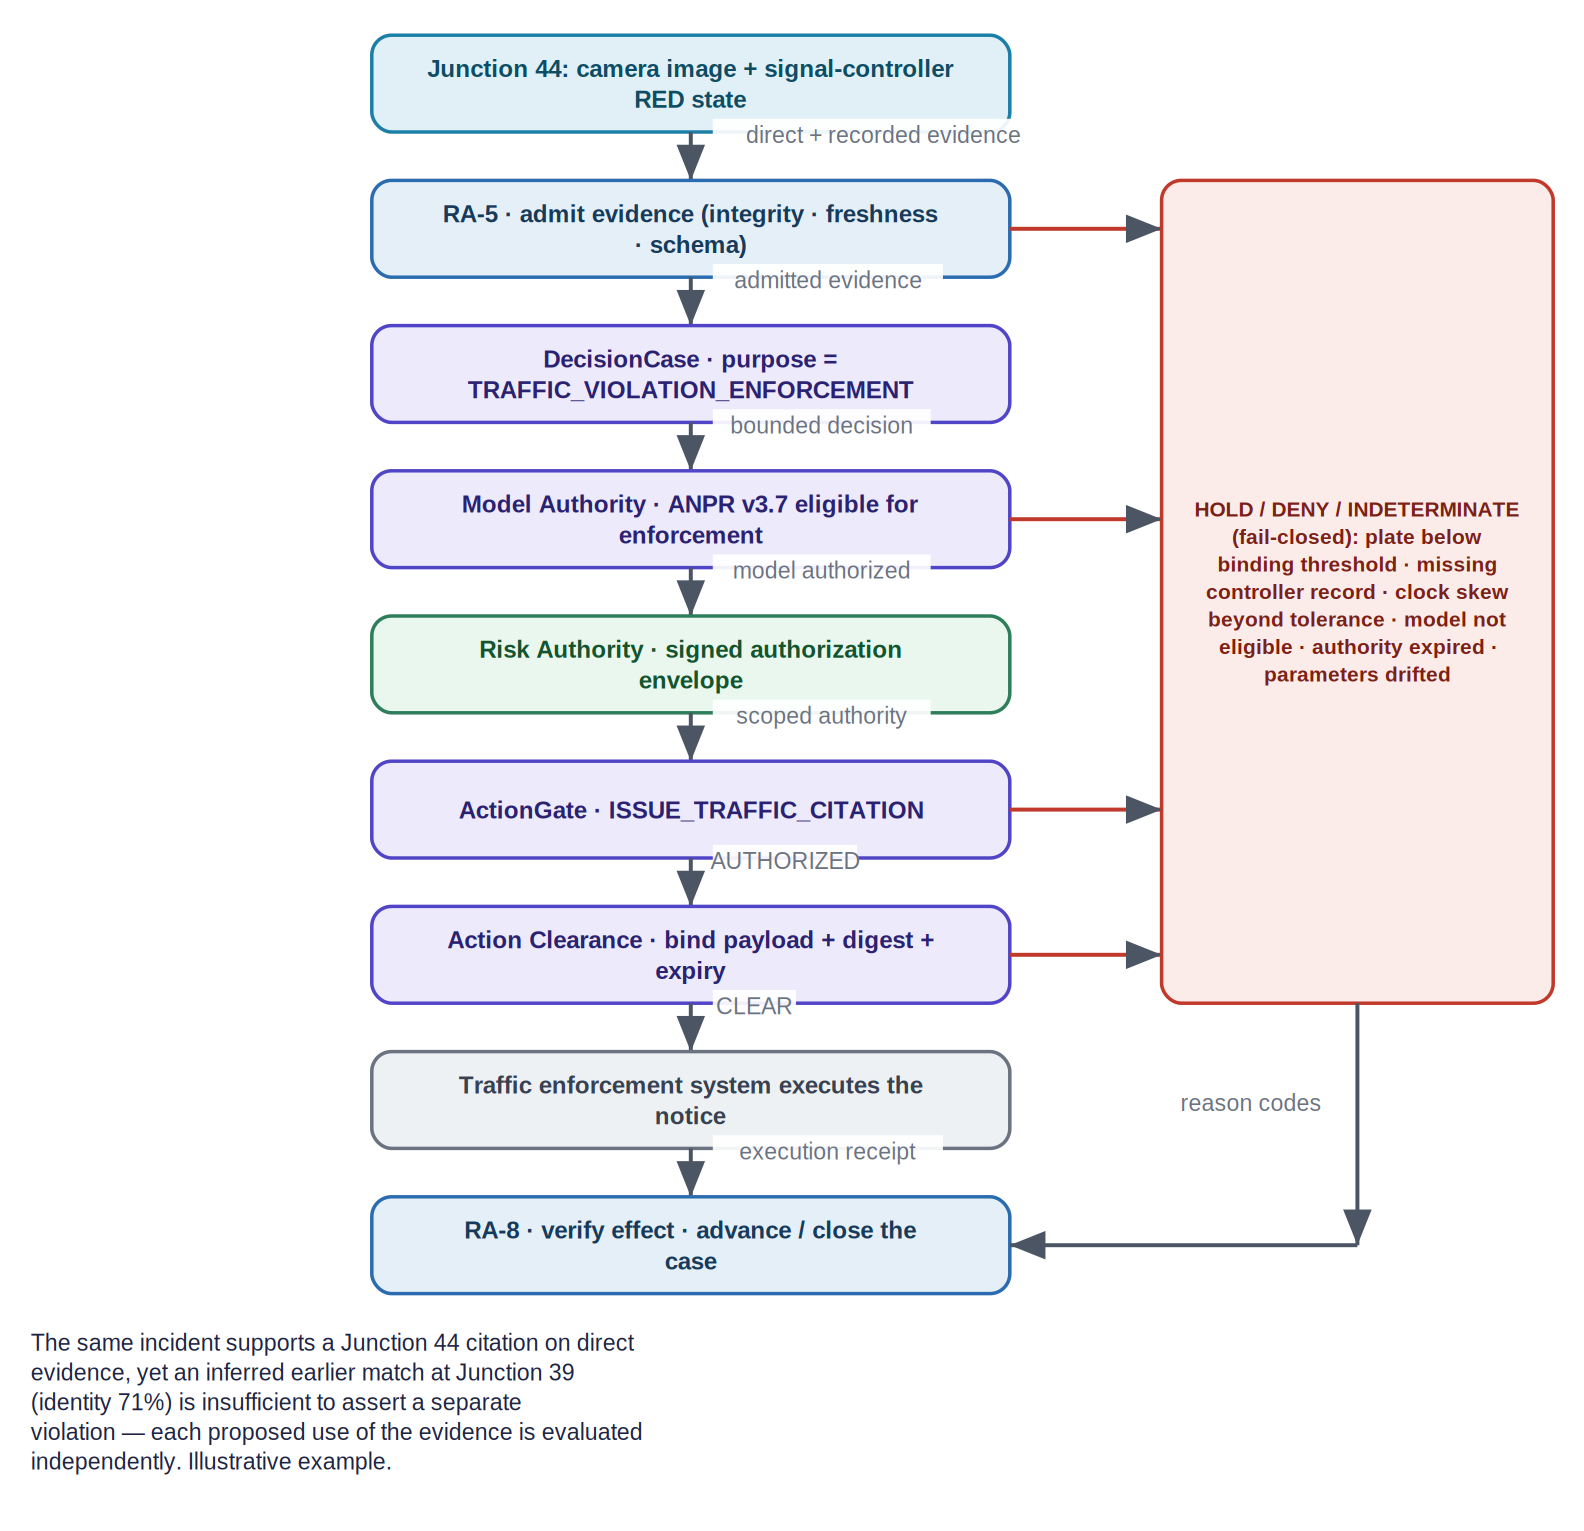 Junction 44: camera image + signal-controller
RED state
direct + recorded evidence
RA-5 · admit evidence (integrity · freshness
· schema)
admitted evidence
DecisionCase · purpose =
TRAFFIC_VIOLATION_ENFORCEMENT
bounded decision
Model Authority · ANPR v3.7 eligible for
enforcement
model authorized
Risk Authority · signed authorization
envelope
scoped authority
ActionGate · ISSUE_TRAFFIC_CITATION
AUTHORIZED
Action Clearance · bind payload + digest +
expiry
CLEAR
Traffic enforcement system executes the
notice
execution receipt
RA-8 · verify effect · advance / close the
case
HOLD / DENY / INDETERMINATE
(fail-closed): plate below
binding threshold · missing
controller record · clock skew
beyond tolerance · model not
eligible · authority expired ·
parameters drifted
reason codes
The same incident supports a Junction 44 citation on direct
evidence, yet an inferred earlier match at Junction 39
(identity 71%) is insufficient to assert a separate
violation — each proposed use of the evidence is evaluated
independently. Illustrative example.